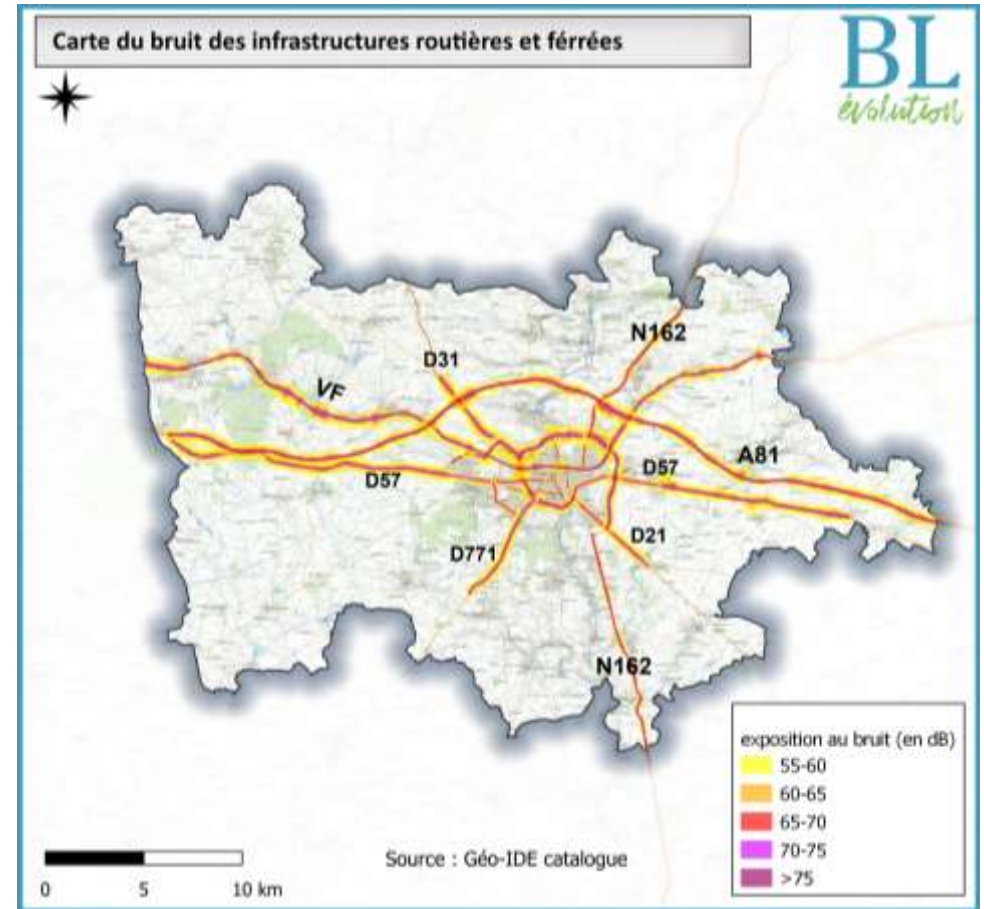 Carte du bruit des infrastructures routières et férrées
BL
évolution
N162
D31
VF
A81
D57
D57
D21
D771
N162
exposition au bruit (en dB)
55-60
60-65
65-70
70-75
>75
Source : Géo-IDE catalogue
0 5 10 km